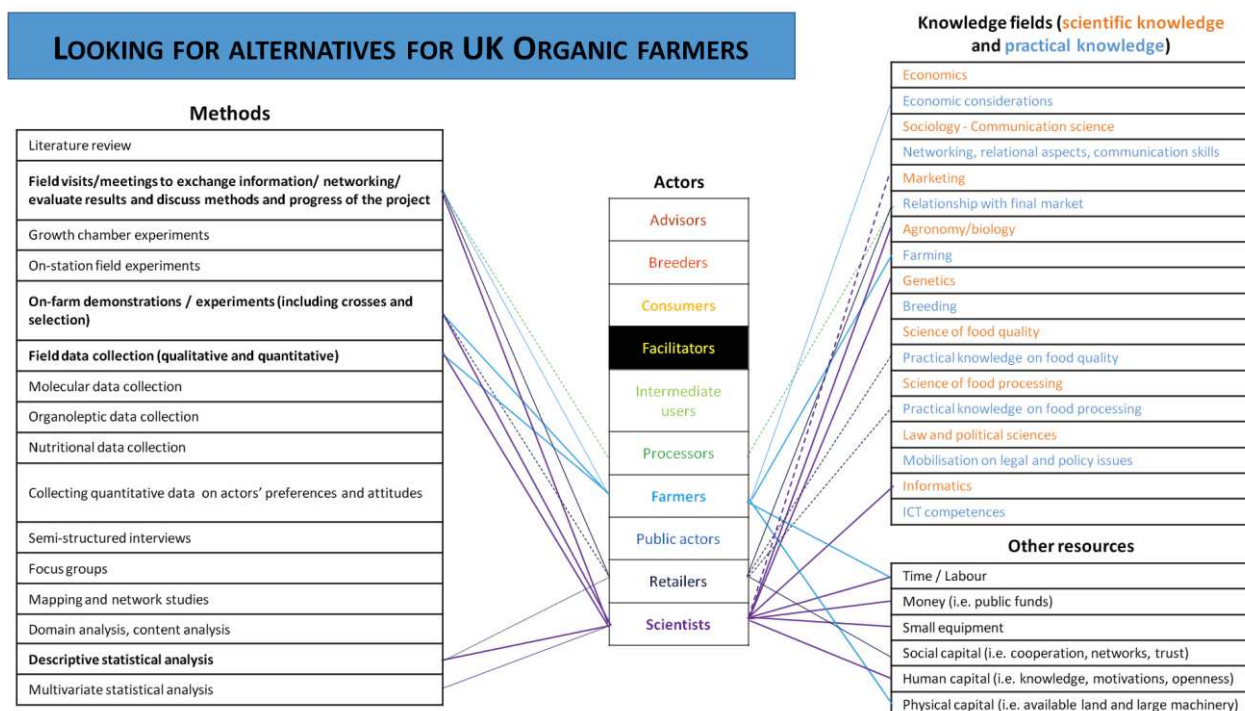 LOOKING FOR ALTERNATIVES FOR UK ORGANIC FARMERS
Methods
Literature review
Field visits/meetings to exchange information/ networking/
evaluate results and discuss methods and progress of the project
Growth chamber experiments
On-station field experiments
On-farm demonstrations / experiments (including crosses and
selection)
Field data collection (qualitative and quantitative)
Molecular data collection
Organoleptic data collection
Nutritional data collection
Collecting quantitative data on actors' preferences and attitudes
Semi-structured interviews
Focus groups
Mapping and network studies
Domain analysis, content analysis
Descriptive statistical analysis
Multivariate statistical analysis
Actors
Advisors
Breeders
Consumers
Facilitators
Intermediate
users
Processors
Farmers
Public actors
Retailers
Scientists
Knowledge fields (scientific knowledge
and practical knowledge)
Economics
Economic considerations
Sociology - Communication science
Networking, relational aspects, communication skills
Marketing
Relationship with final market
Agronomy/biology
Farming
Genetics
Breeding
Science of food quality
Practical knowledge on food quality
Science of food processing
Practical knowledge on food processing
Law and political sciences
Mobilisation on legal and policy issues
Informatics
ICT competences
Other resources
Time / Labour
Money (i.e. public funds)
Small equipment
Social capital (i.e. cooperation, networks, trust)
Human capital (i.e. knowledge, motivations, openness)
Physical capital (i.e. available land and large machinery)